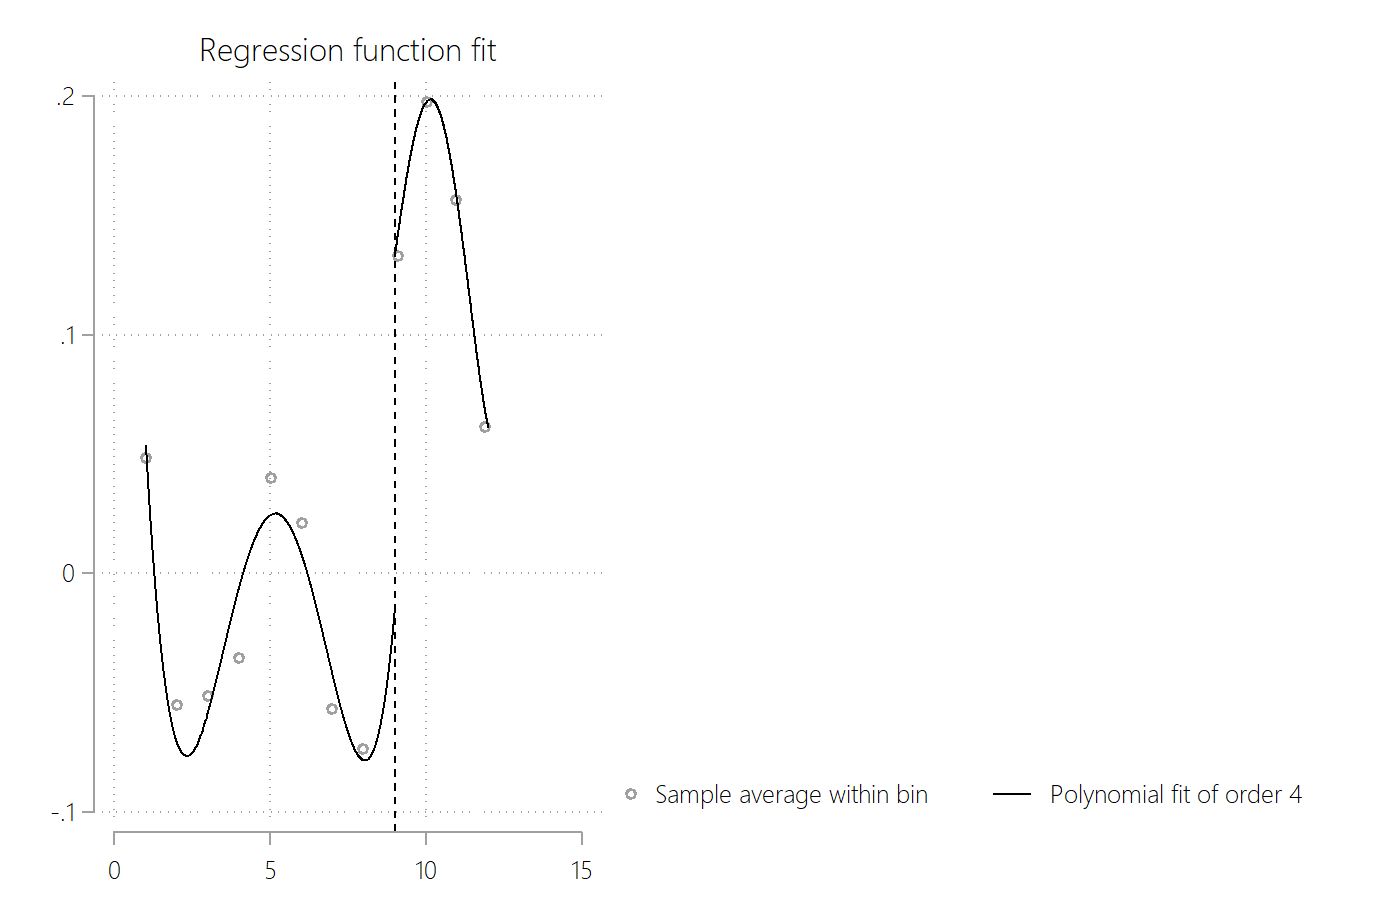 Regression function fit
.2
.1
0
-.1
0 5 10 15
Sample average within bin Polynomial fit of order 4